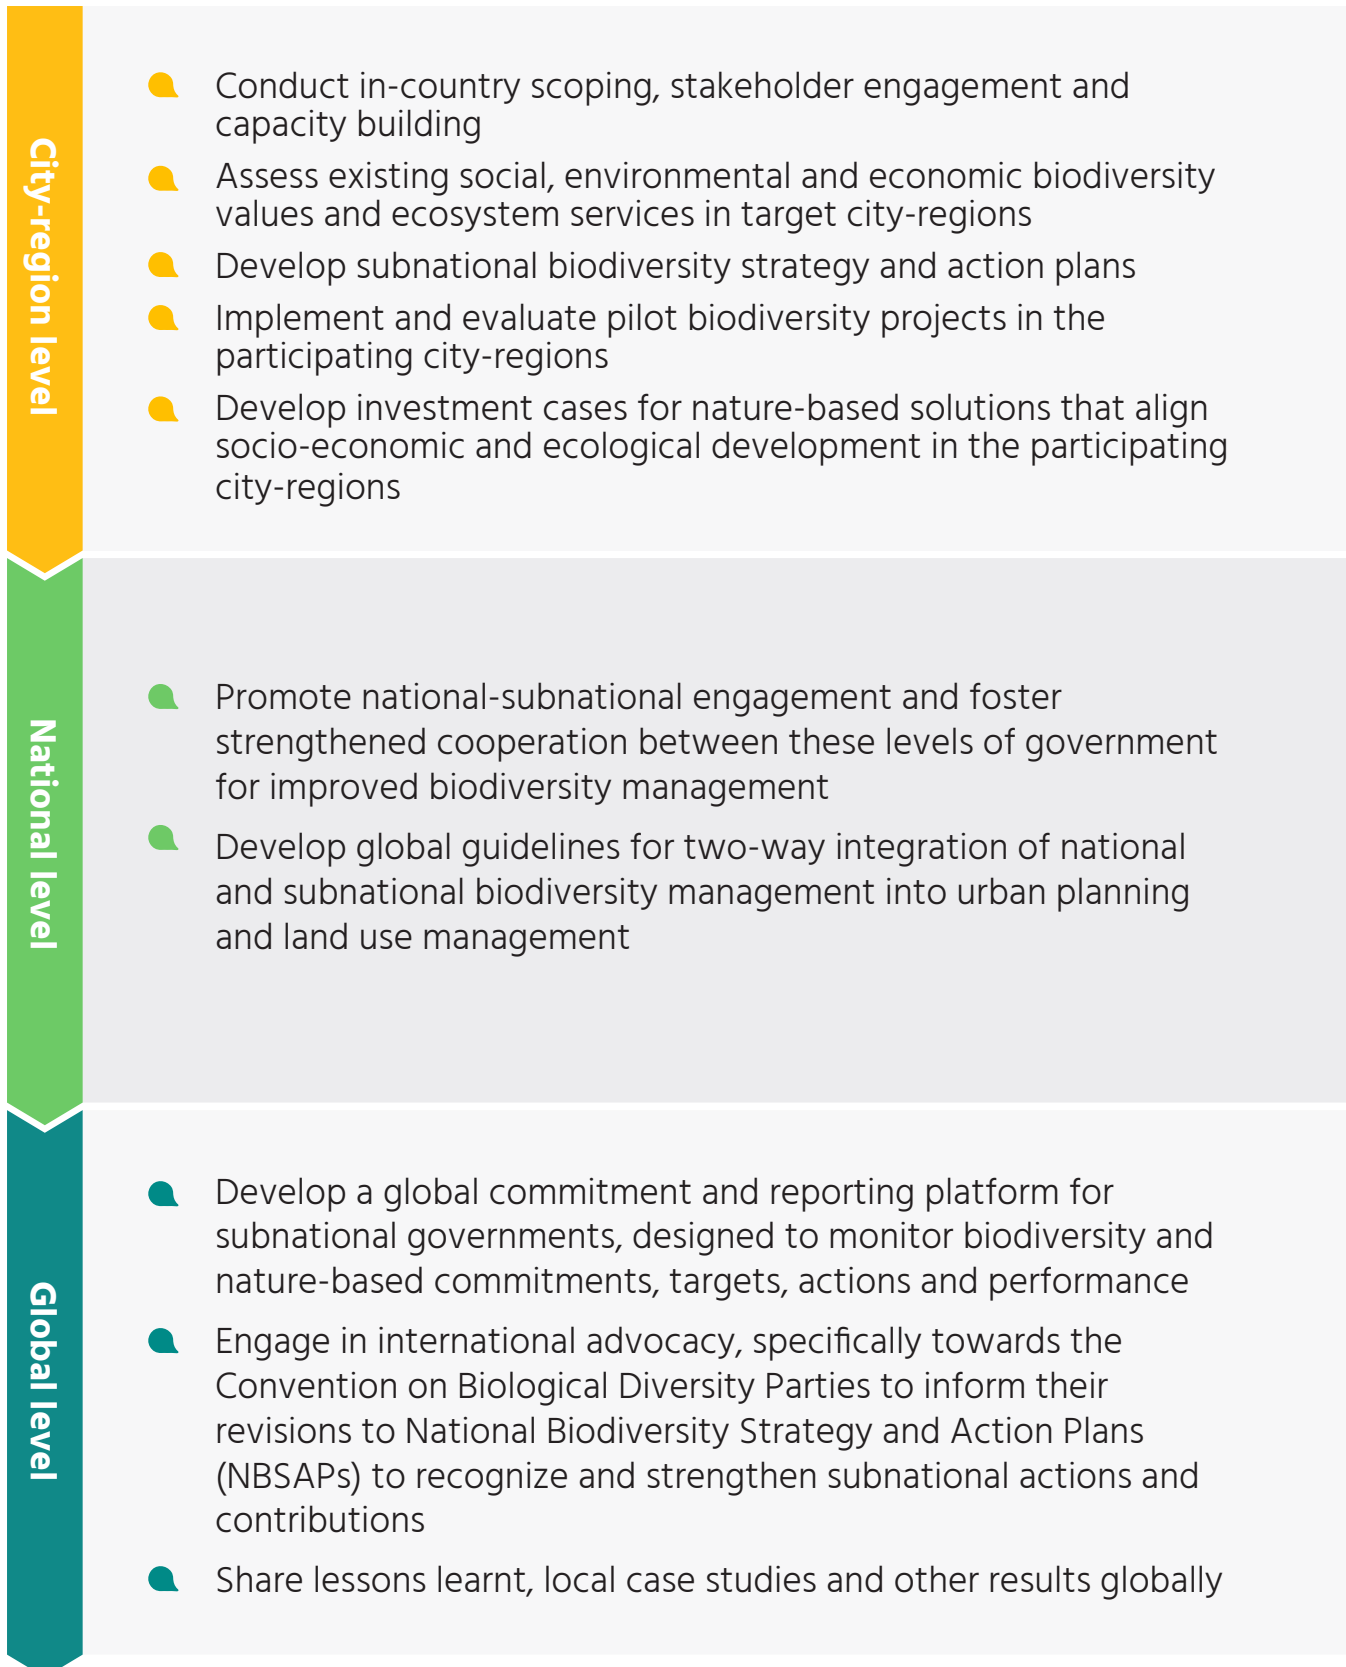 City-region level
Conduct in-country scoping, stakeholder engagement and
capacity building
Assess existing social, environmental and economic biodiversity
values and ecosystem services in target city-regions
Develop subnational biodiversity strategy and action plans
Implement and evaluate pilot biodiversity projects in the
participating city-regions
Develop investment cases for nature-based solutions that align
socio-economic and ecological development in the participating
city-regions
National level
Promote national-subnational engagement and foster
strengthened cooperation between these levels of government
for improved biodiversity management
Develop global guidelines for two-way integration of national
and subnational biodiversity management into urban planning
and land use management
Global level
Develop a global commitment and reporting platform for
subnational governments, designed to monitor biodiversity and
nature-based commitments, targets, actions and performance
Engage in international advocacy, specifically towards the
Convention on Biological Diversity Parties to inform their
revisions to National Biodiversity Strategy and Action Plans
(NBSAPs) to recognize and strengthen subnational actions and
contributions
Share lessons learnt, local case studies and other results globally